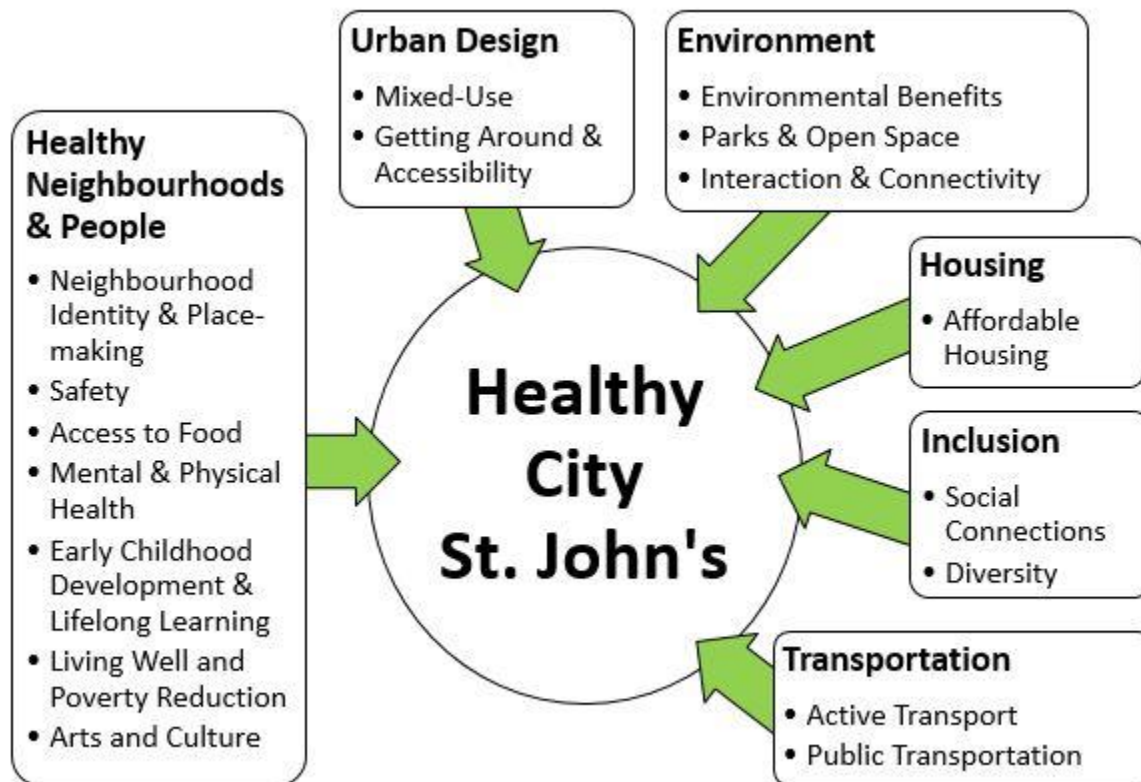 Healthy
Neighbourhoods
& People
• Neighbourhood
Identity & Place-
making
• Safety
• Access to Food
• Mental & Physical
Health
• Early Childhood
Development &
Lifelong Learning
• Living Well and
Poverty Reduction
• Arts and Culture
Urban Design
• Mixed-Use
• Getting Around &
Accessibility
Environment
• Environmental Benefits
• Parks & Open Space
• Interaction & Connectivity
Housing
• Affordable
Housing
Inclusion
• Social
Connections
• Diversity
Transportation
• Active Transport
• Public Transportation
Healthy
City
St. John's